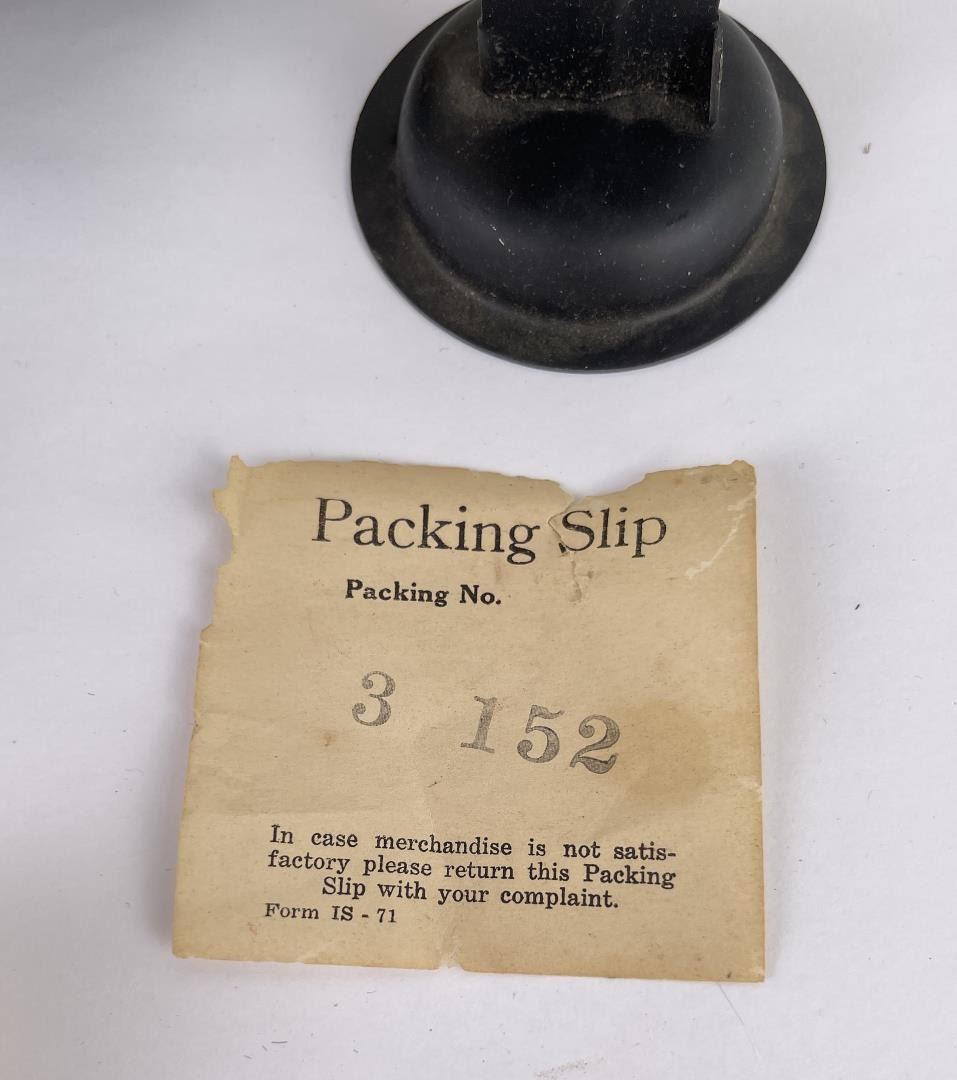 Packing Slip
Packing No.
3 152
In case merchandise is not satis-
factory please return this Packing
Slip with your complaint.
Form IS - 71